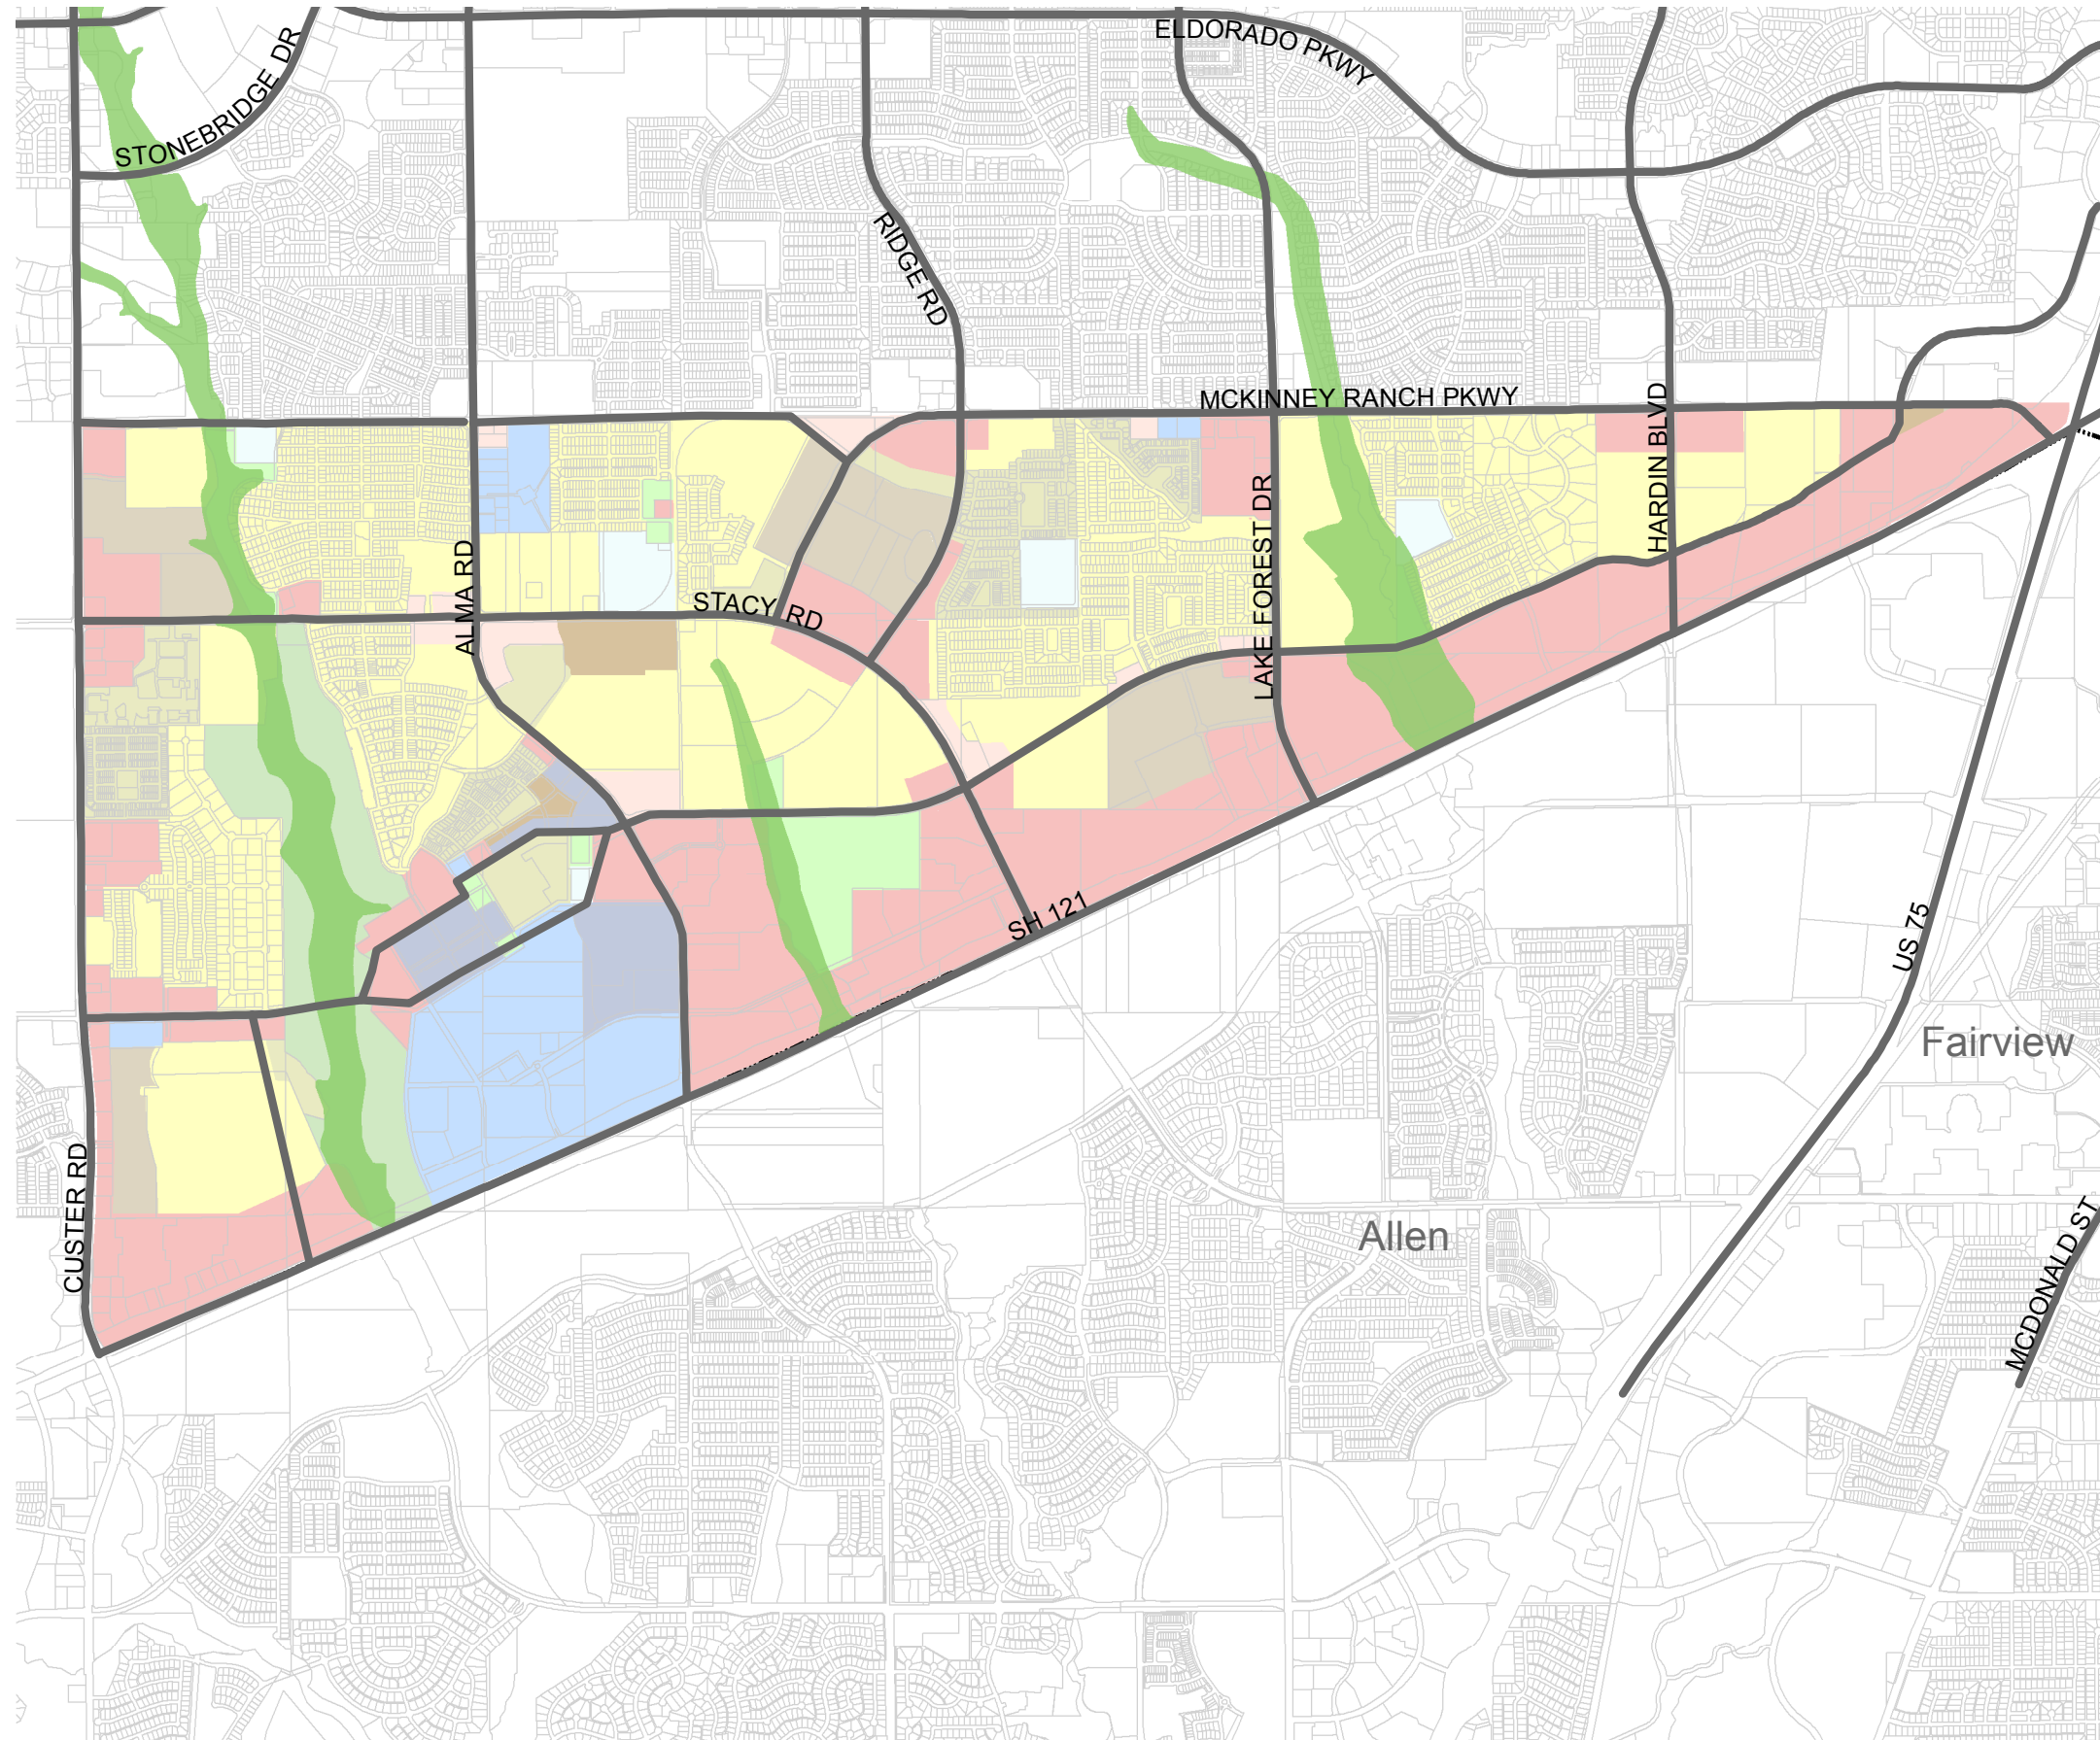 ELDORADO PKWY
STONEBRIDGE DR
RIDGE RD
MCKINNEY RANCH PKWY
HARDIN BLVD
ALMA RD
LAKE FOREST DR
STACY RD
SH 121
US 75
Fairview
CUSTER RD
Allen
MCDONALD ST